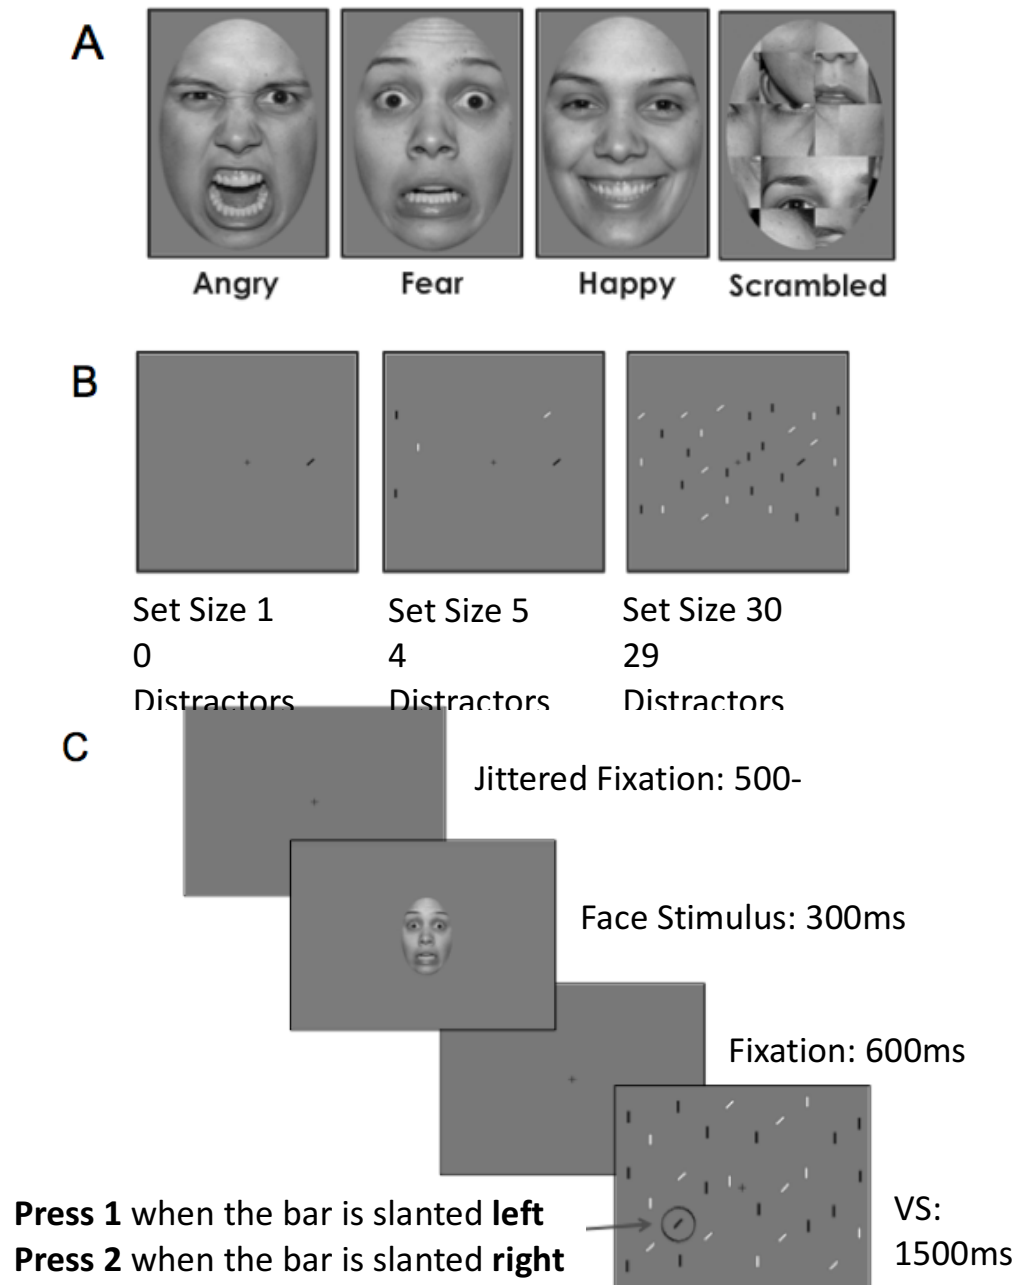 A
Angry Fear Happy Scrambled
B
Set Size 1 Set Size 5 Set Size 30
0 4 29
Distractors Distractors Distractors
C
Jittered Fixation: 500-
Face Stimulus: 300ms
Fixation: 600ms
Press 1 when the bar is slanted left
Press 2 when the bar is slanted right
VS:
1500ms